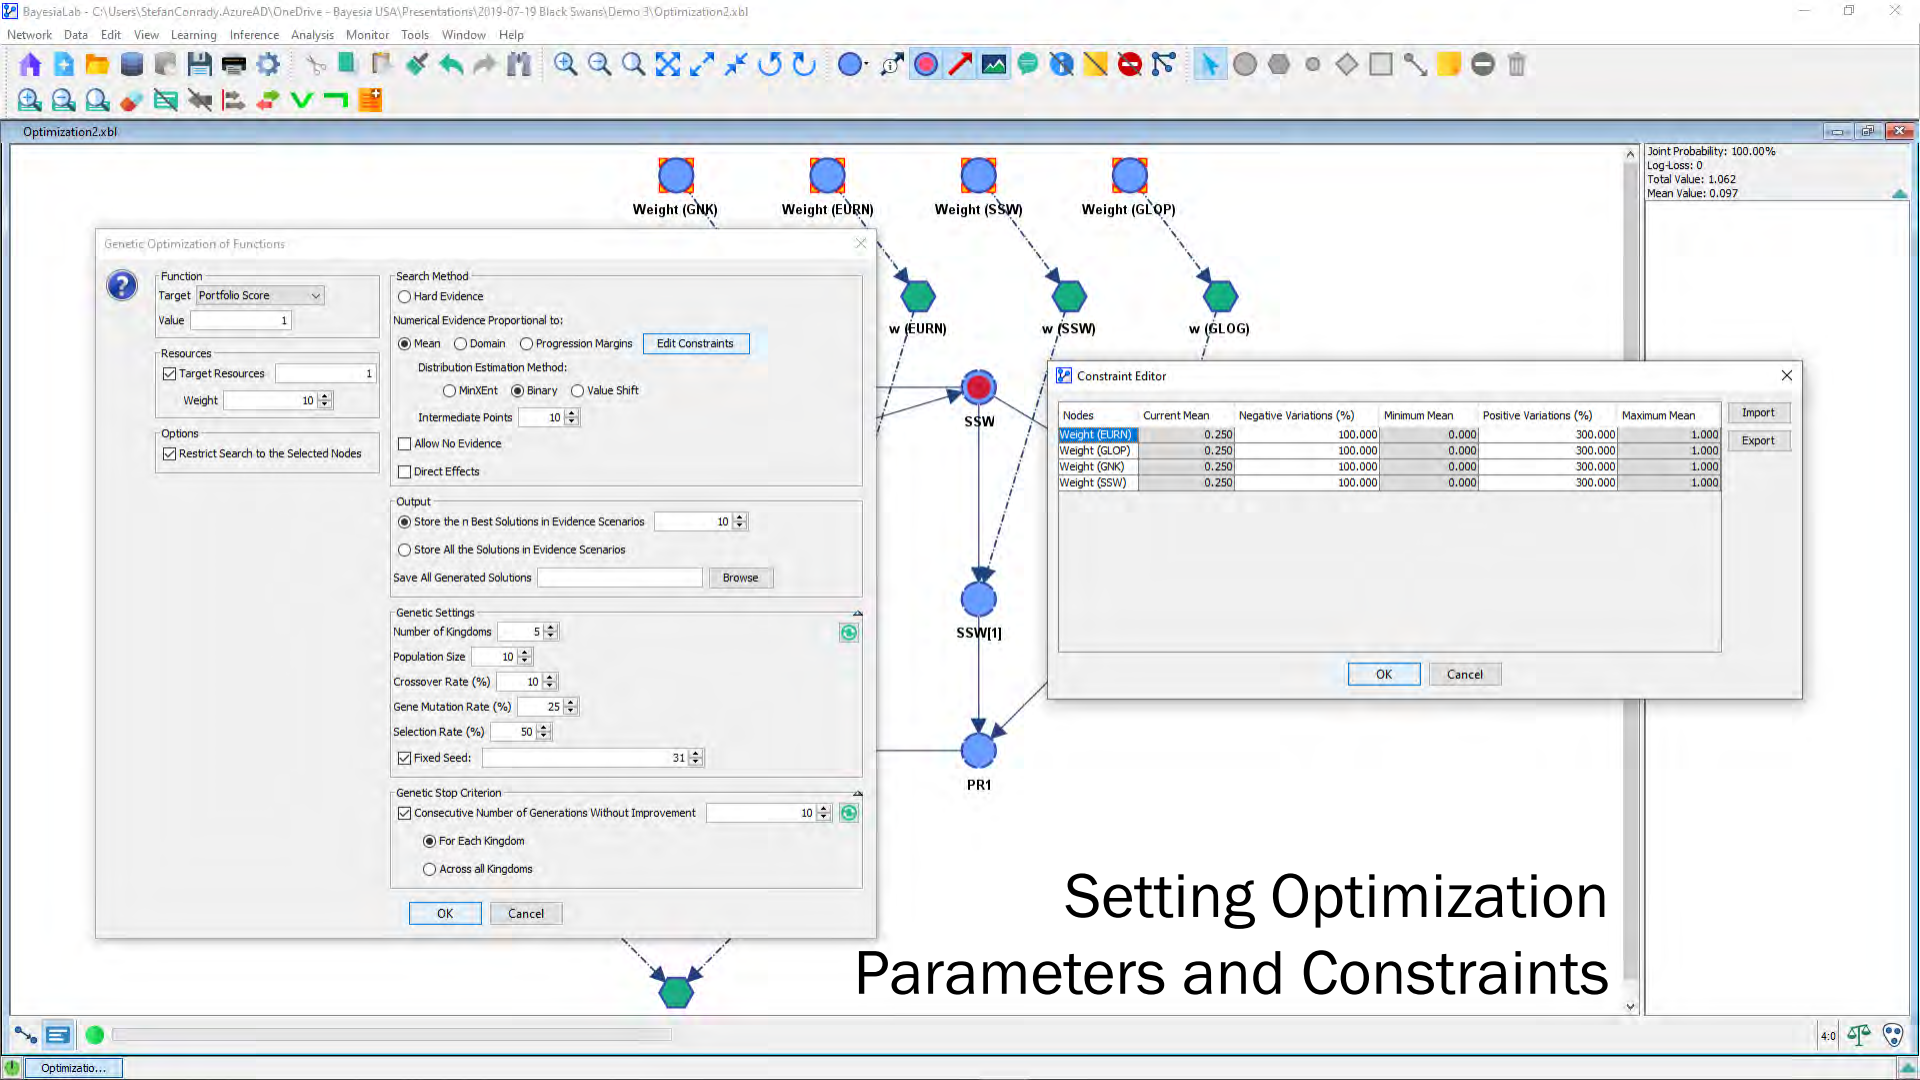 BayesiaLab - C:\Users\StefanConrady.AzureAD\OneDrive - Bayesia USA\Presentations\2019-07-19 Black Swans\Demo 3\Optimization2.xbl
Network Data Edit View Learning Inference Analysis Monitor Tools Window Help
Optimization2.xbl
Joint Probability: 100.00%
Log-Loss: 0
Total Value: 1.062
Mean Value: 0.097
Weight (GNK) Weight (EURN) Weight (SSW) Weight (GLOP)
w (EURN) w (SSW) w (GLOG)
SSW
SSW[1]
PR1
Genetic Optimization of Functions
Function
Target Portfolio Score
Value 1
Resources
Target Resources 1
Weight 10
Options
Restrict Search to the Selected Nodes
Search Method
Hard Evidence
Numerical Evidence Proportional to:
Mean Domain Progression Margins Edit Constraints
Distribution Estimation Method:
MinXEnt Binary Value Shift
Intermediate Points 10
Allow No Evidence
Direct Effects
Output
Store the n Best Solutions in Evidence Scenarios 10
Store All the Solutions in Evidence Scenarios
Save All Generated Solutions Browse
Genetic Settings
Number of Kingdoms 5
Population Size 10
Crossover Rate (%) 10
Gene Mutation Rate (%) 25
Selection Rate (%) 50
Fixed Seed: 31
Genetic Stop Criterion
Consecutive Number of Generations Without Improvement 10
For Each Kingdom
Across all Kingdoms
OK Cancel
Constraint Editor
Nodes Current Mean Negative Variations (%) Minimum Mean Positive Variations (%) Maximum Mean Import
Weight (EURN) 0.250 100.000 0.000 300.000 1.000 Export
Weight (GLOP) 0.250 100.000 0.000 300.000 1.000
Weight (GNK) 0.250 100.000 0.000 300.000 1.000
Weight (SSW) 0.250 100.000 0.000 300.000 1.000
OK Cancel
Setting Optimization
Parameters and Constraints
4:0
Optimizatio...